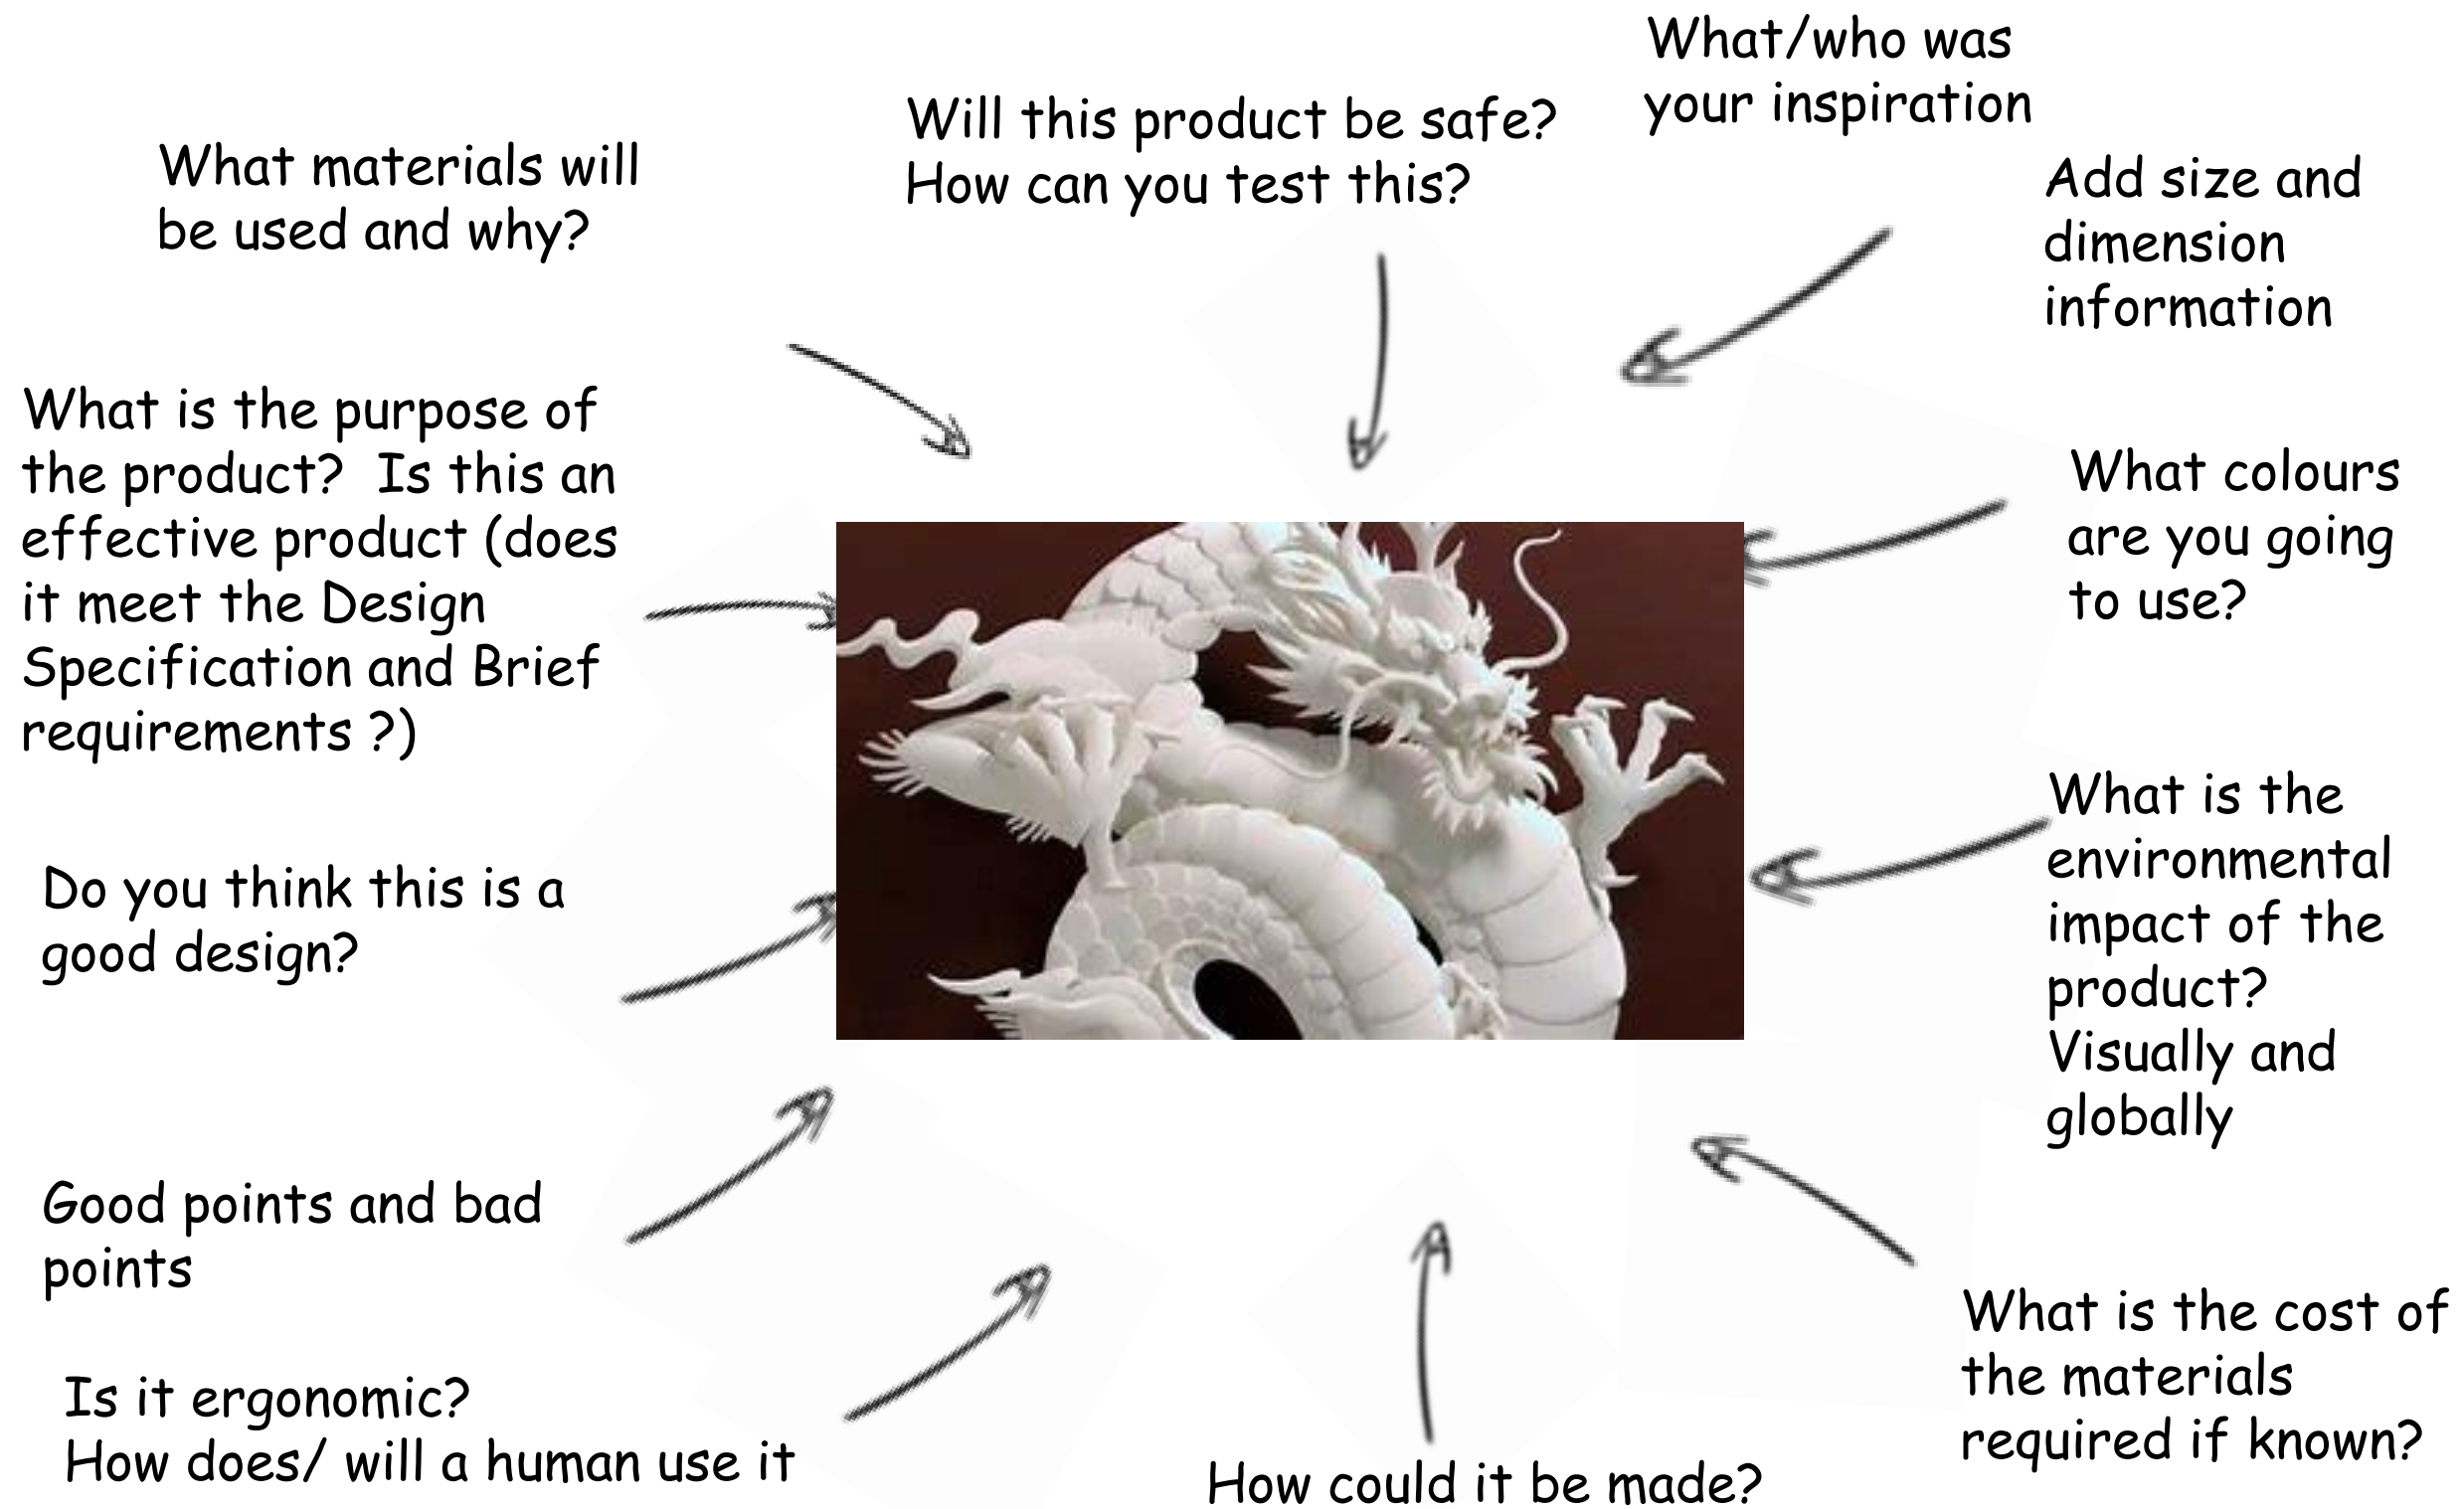 What/who was
your inspiration
Will this product be safe?
How can you test this?
What materials will
be used and why?
Add size and
dimension
information
What is the purpose of
the product?  Is this an
effective product (does
it meet the Design
Specification and Brief
requirements ?)
What colours
are you going
to use?
Do you think this is a
good design?
What is the
environmental
impact of the
product?
Visually and
globally
Good points and bad
points
What is the cost of
the materials
required if known?
Is it ergonomic?
How does/ will a human use it
How could it be made?